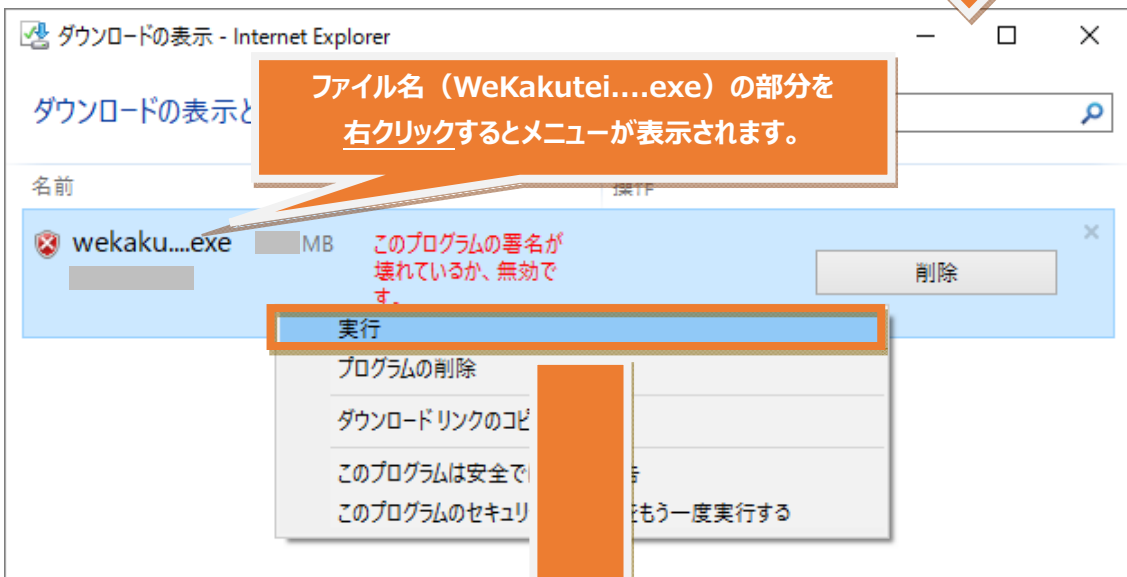 ダウンロードの表示 - Internet Explorer
ファイル名（WeKakutei....exe）の部分を
右クリックするとメニューが表示されます。
ダウンロードの表示と
名前
操作
wekaku....exe MB
このプログラムの署名が
壊れているか、無効で
す。
削除
実行
プログラムの削除
ダウンロード リンクのコピ
このプログラムは安全で
このプログラムのセキュリ をもう一度実行する